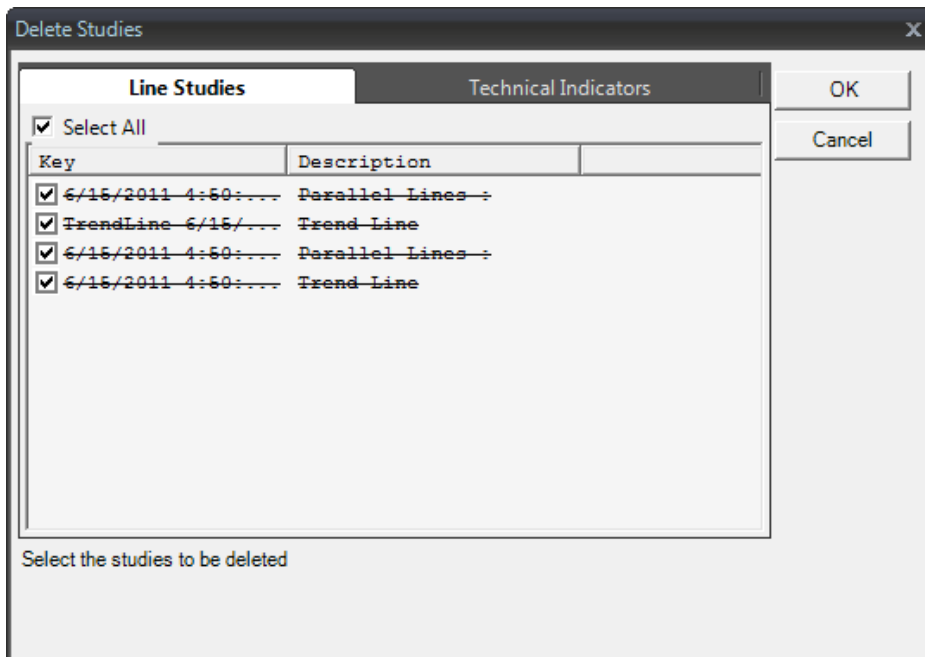 Delete Studies
x
Line Studies
Technical Indicators
OK
Cancel
Select All
Key Description
6/15/2011 4:50:... Parallel Lines :
TrendLine 6/15/... Trend Line
6/15/2011 4:50:... Parallel Lines :
6/15/2011 4:50:... Trend Line
Select the studies to be deleted